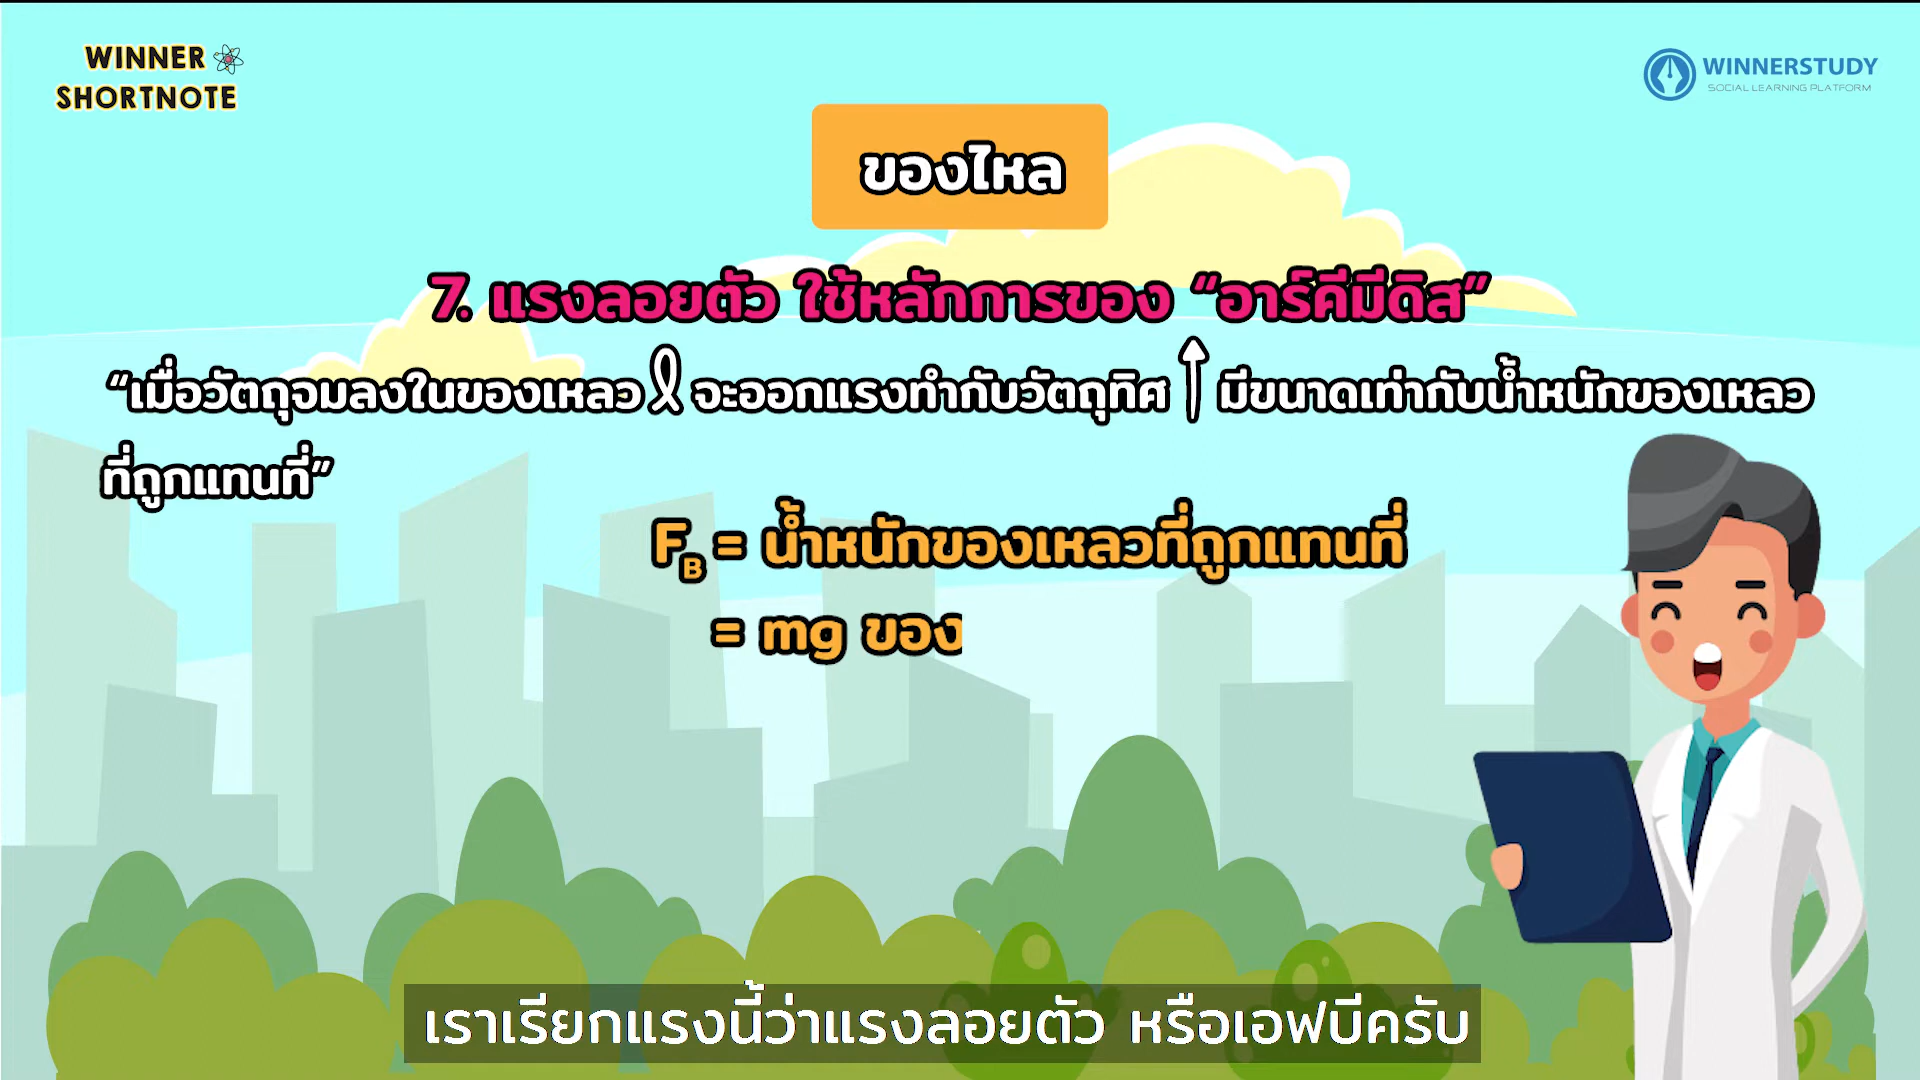 WINNER
SHORTNOTE
WINNERSTUDY
SOCIAL LEARNING PLATFORM
ของไหล
7. แรงลอยตัว ใช้หลักการของ “อาร์คีมีดิส”
“เมื่อวัตถุจมลงในของเหลว ℓ จะออกแรงทำกับวัตถุทิศ ↑ มีขนาดเท่ากับน้ำหนักของเหลว
ที่ถูกแทนที่”
F_B = น้ำหนักของเหลวที่ถูกแทนที่
= mg ของ
เราเรียกแรงนี้ว่าแรงลอยตัว หรือเอฟบีครับ